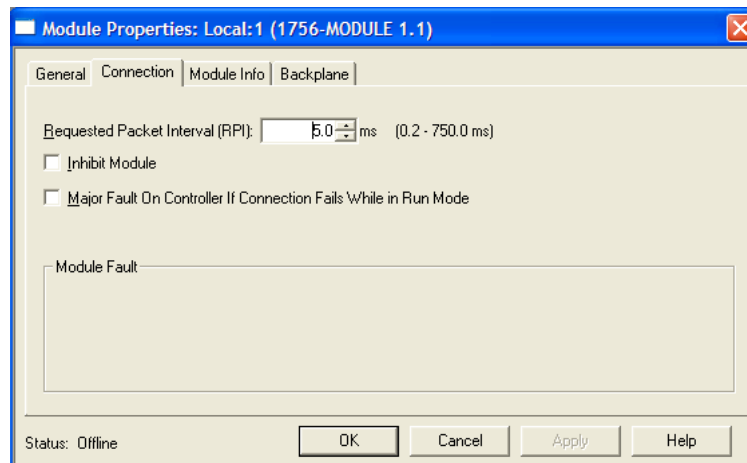 Module Properties: Local:1 (1756-MODULE 1.1)
General Connection Module Info Backplane
Requested Packet Interval (RPI): 5.0 ms (0.2 - 750.0 ms)
Inhibit Module
Major Fault On Controller If Connection Fails While in Run Mode
Module Fault
Status: Offline OK Cancel Apply Help